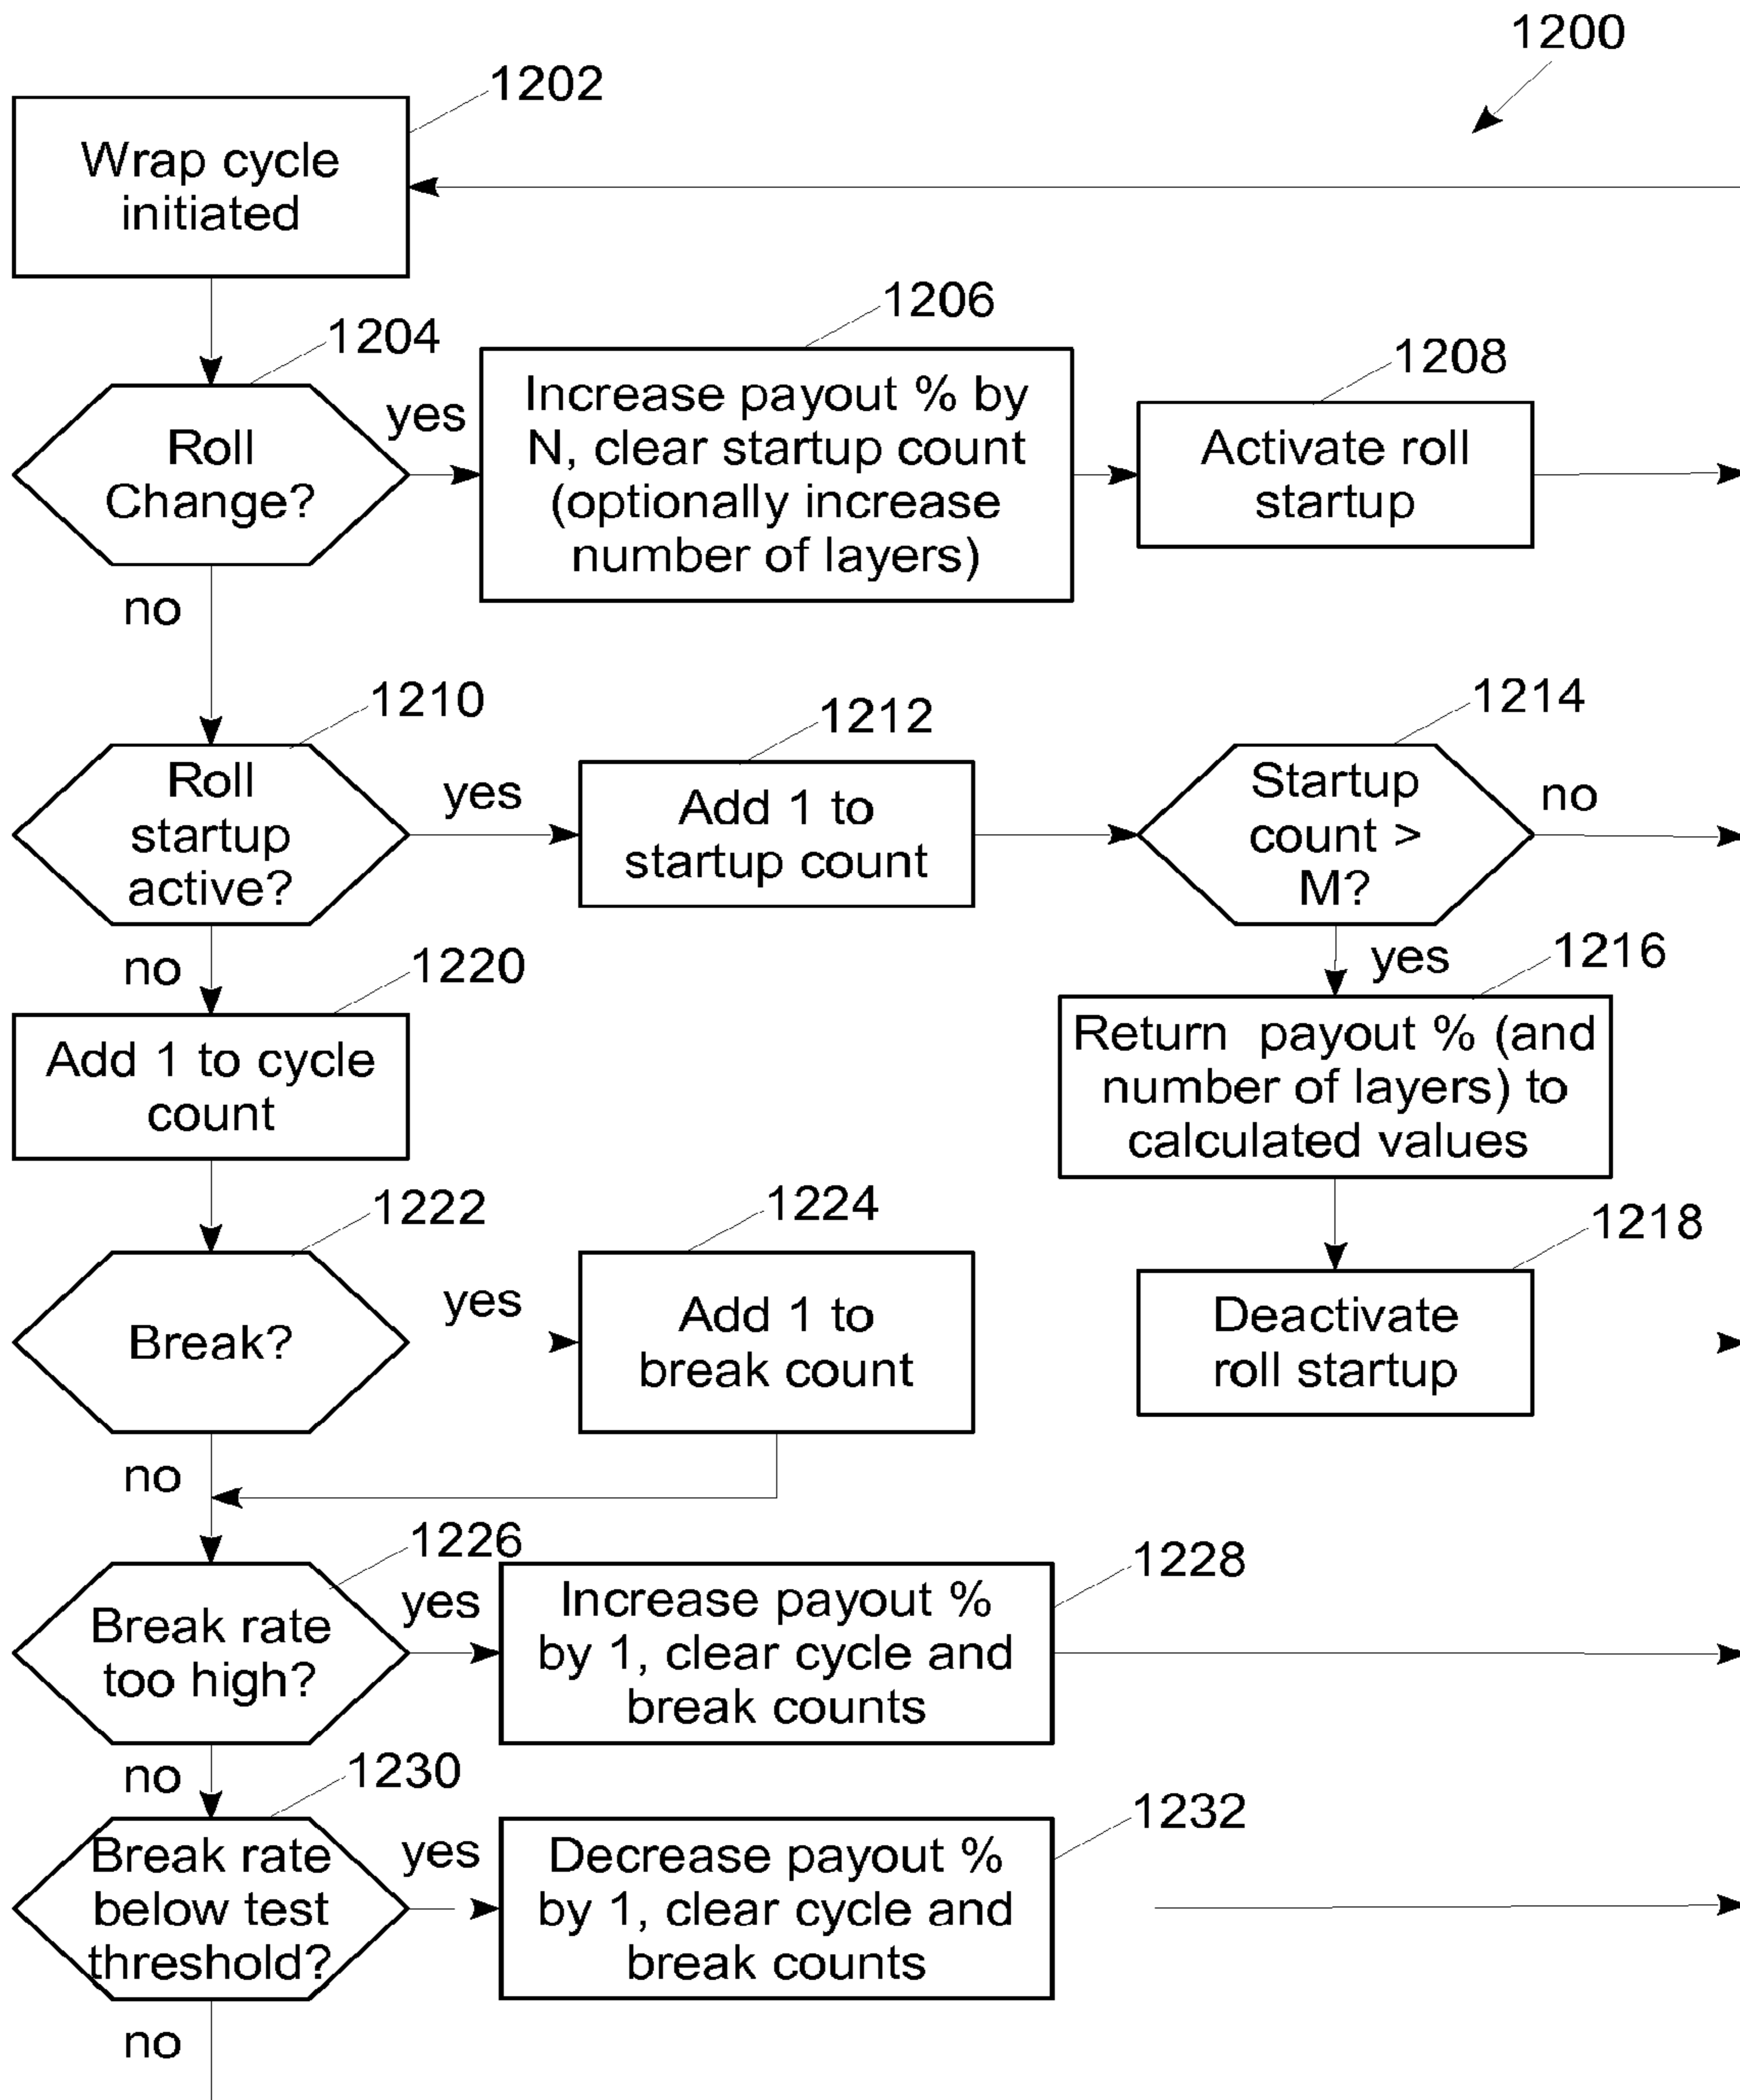 1200
1202
Wrap cycle
initiated
1204
Roll
Change?
yes
no
1206
Increase payout % by
N, clear startup count
(optionally increase
number of layers)
1208
Activate roll
startup
1210
Roll
startup
active?
yes
no
1212
Add 1 to
startup count
1214
Startup
count >
M?
no
yes
1216
Return payout % (and
number of layers) to
calculated values
1218
Deactivate
roll startup
1220
Add 1 to cycle
count
1222
Break?
yes
no
1224
Add 1 to
break count
1226
Break rate
too high?
yes
no
1228
Increase payout %
by 1, clear cycle and
break counts
1230
Break rate
below test
threshold?
yes
no
1232
Decrease payout %
by 1, clear cycle and
break counts